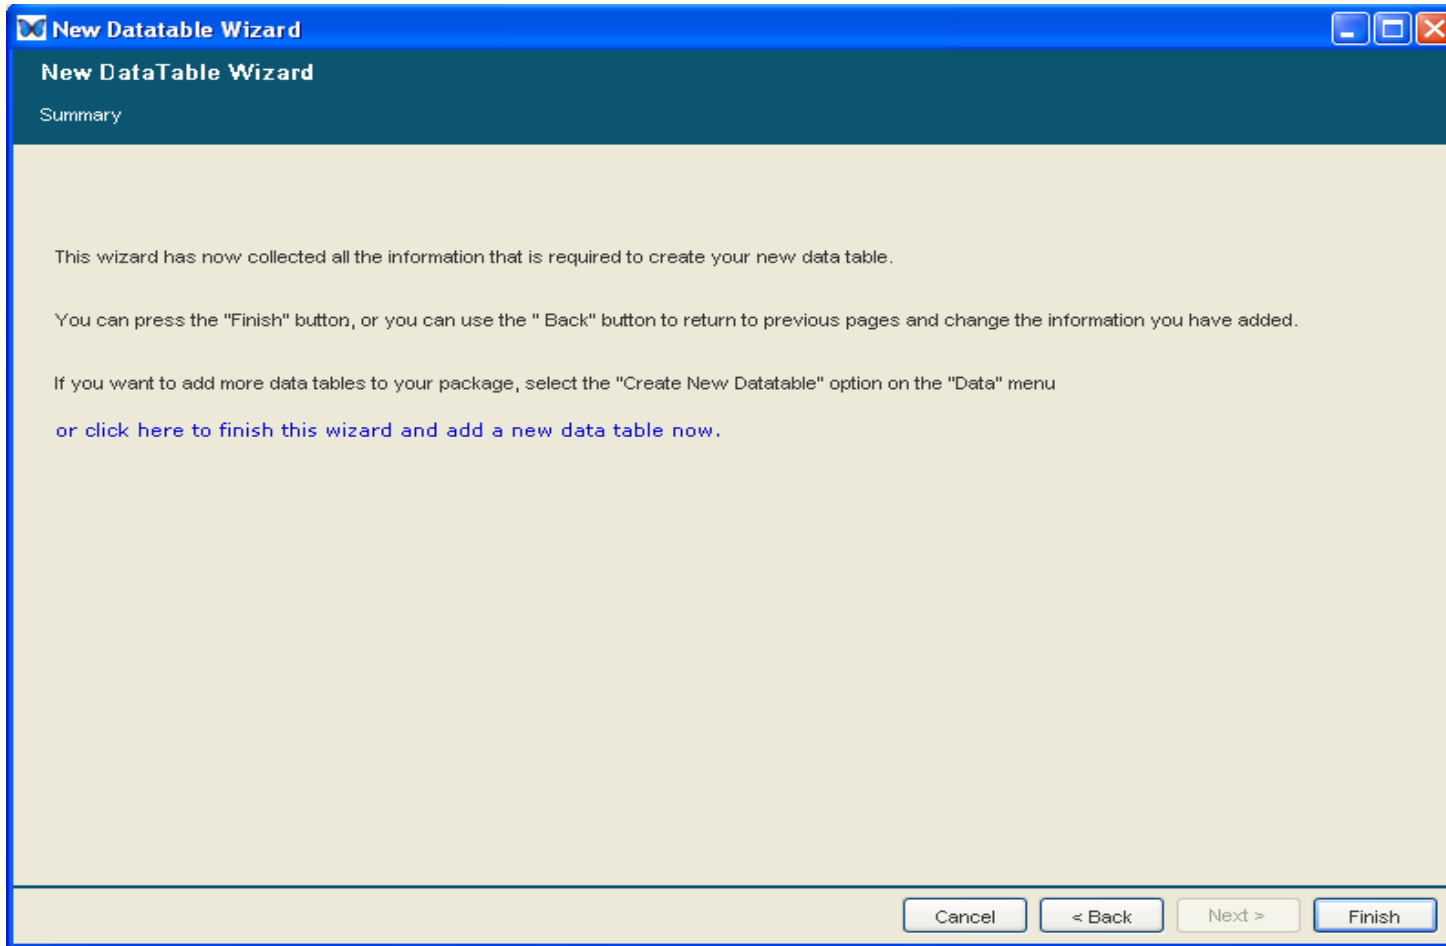 New Datatable Wizard
New DataTable Wizard
Summary
This wizard has now collected all the information that is required to create your new data table.
You can press the "Finish" button, or you can use the " Back" button to return to previous pages and change the information you have added.
If you want to add more data tables to your package, select the "Create New Datatable" option on the "Data" menu
or click here to finish this wizard and add a new data table now.
Cancel < Back Next > Finish